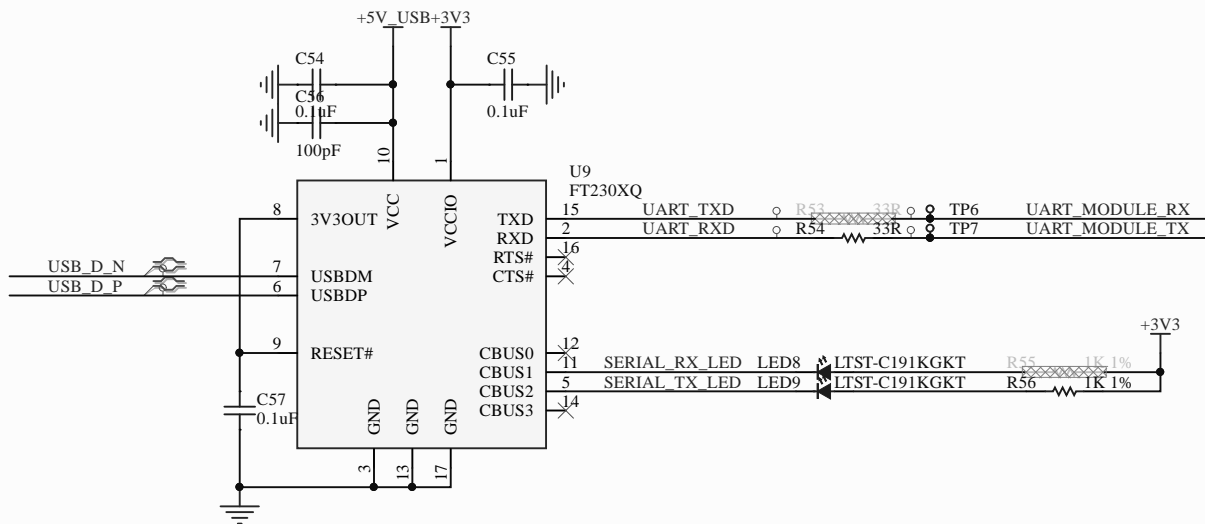 +5V_USB +3V3
C54
0.1uF
C55
0.1uF
C56
100pF
10
1
U9
FT230XQ
VCC
VCCIO
8
3V3OUT
TXD
15
UART_TXD
R53
33R
TP6
UART_MODULE_RX
RXD
2
UART_RXD
R54
33R
TP7
UART_MODULE_TX
RTS#
16
CTS#
4
USB_D_N
7
USBDM
USB_D_P
6
USBDP
+3V3
9
RESET#
CBUS0
12
CBUS1
11
SERIAL_RX_LED
LED8
LTST-C191KGKT
R55
1K 1%
CBUS2
5
SERIAL_TX_LED
LED9
LTST-C191KGKT
R56
1K 1%
CBUS3
14
C57
0.1uF
GND
GND
GND
3
13
17